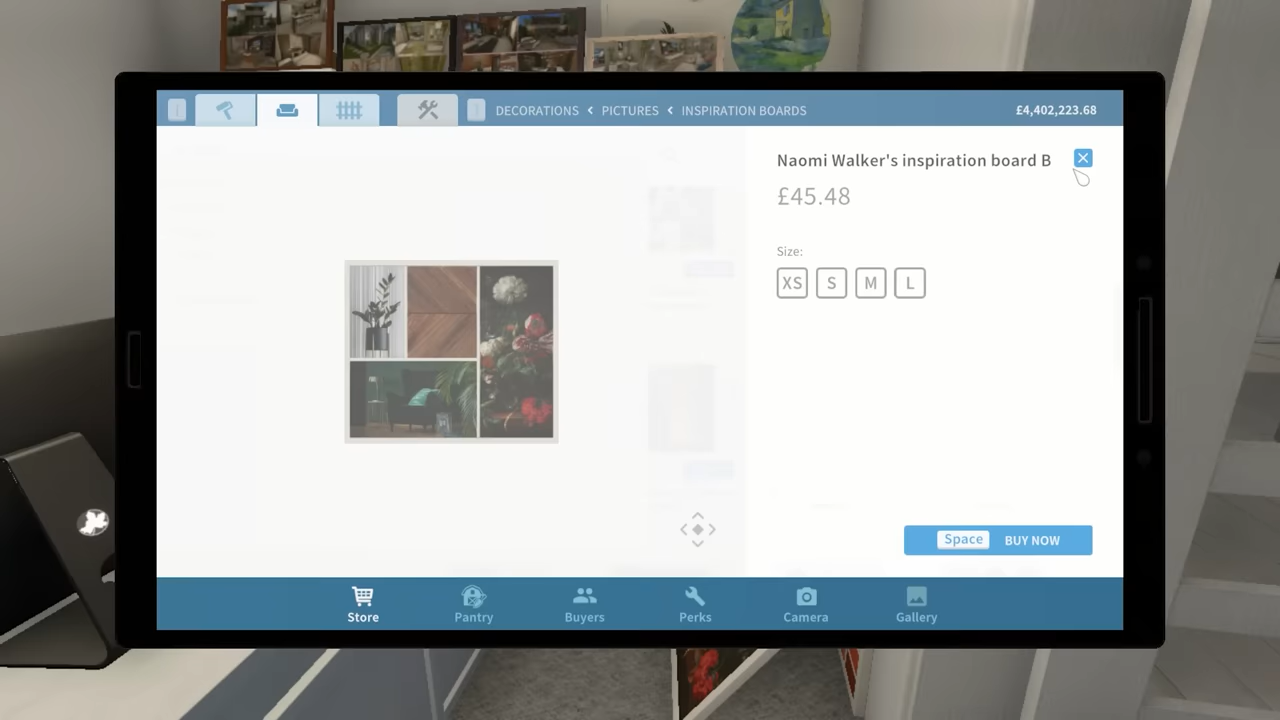 DECORATIONS < PICTURES < INSPIRATION BOARDS
£4,402,223.68
Naomi Walker's inspiration board B
£45.48
Size:
XS S M L
Space BUY NOW
Store Pantry Buyers Perks Camera Gallery